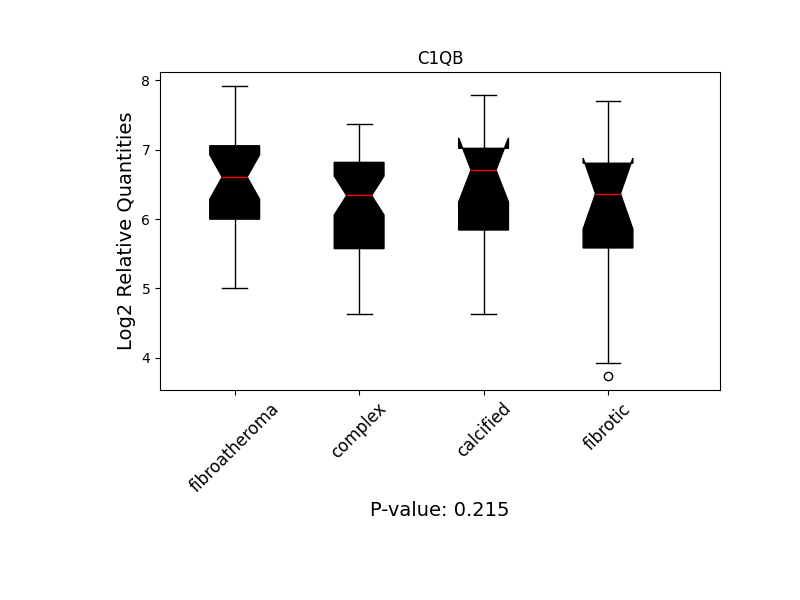 C1QB
Log2 Relative Quantities
8
7
6
5
4
fibroatheroma
complex
calcified
fibrotic
P-value: 0.215